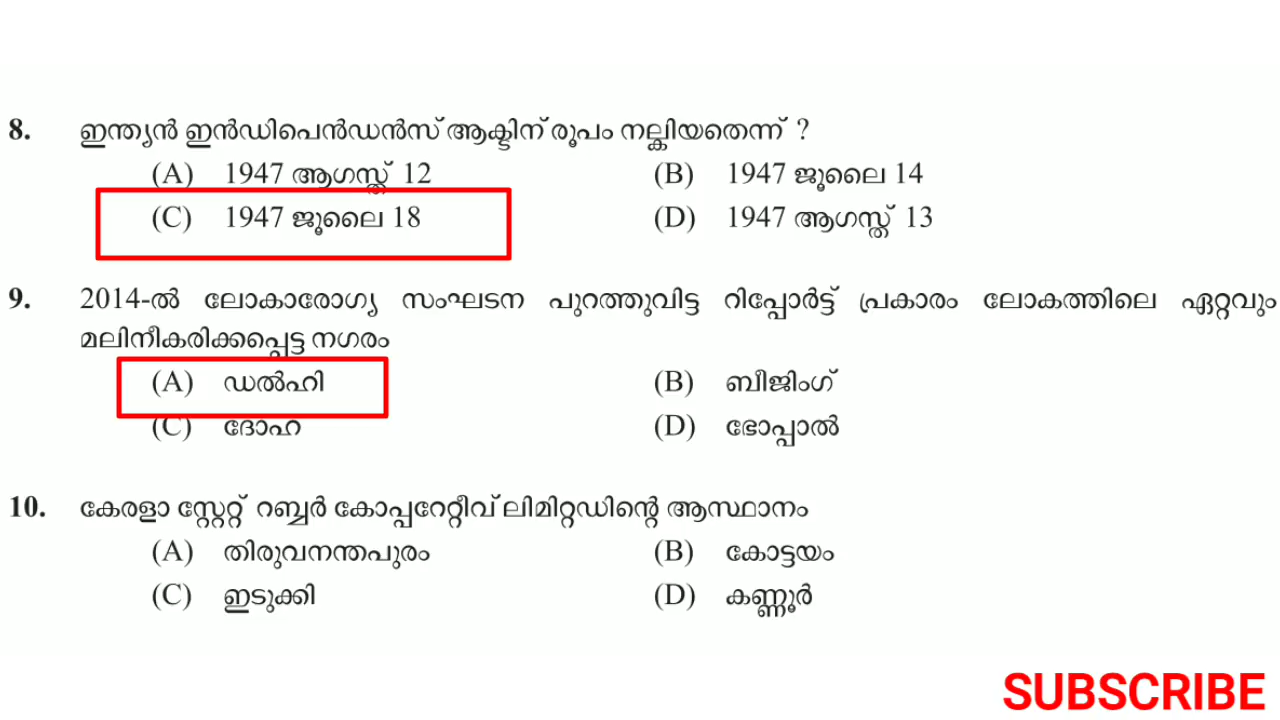 8. ഇന്ത്യൻ ഇൻഡിപെൻഡൻസ് ആക്ടിന് രൂപം നല്കിയതെന്ന് ?
(A) 1947 ആഗസ്ത് 12 (B) 1947 ജൂലൈ 14
(C) 1947 ജൂലൈ 18 (D) 1947 ആഗസ്ത് 13
9. 2014-ൽ ലോകാരോഗ്യ സംഘടന പുറത്തുവിട്ട റിപ്പോർട്ട് പ്രകാരം ലോകത്തിലെ ഏറ്റവും
മലിനീകരിക്കപ്പെട്ട നഗരം
(A) ഡൽഹി (B) ബീജിംഗ്
(C) ദോഹ (D) ഭോപ്പാൽ
10. കേരളാ സ്റ്റേറ്റ് റബ്ബർ കോപ്പറേറ്റീവ് ലിമിറ്റഡിന്റെ ആസ്ഥാനം
(A) തിരുവനന്തപുരം (B) കോട്ടയം
(C) ഇടുക്കി (D) കണ്ണൂർ
SUBSCRIBE